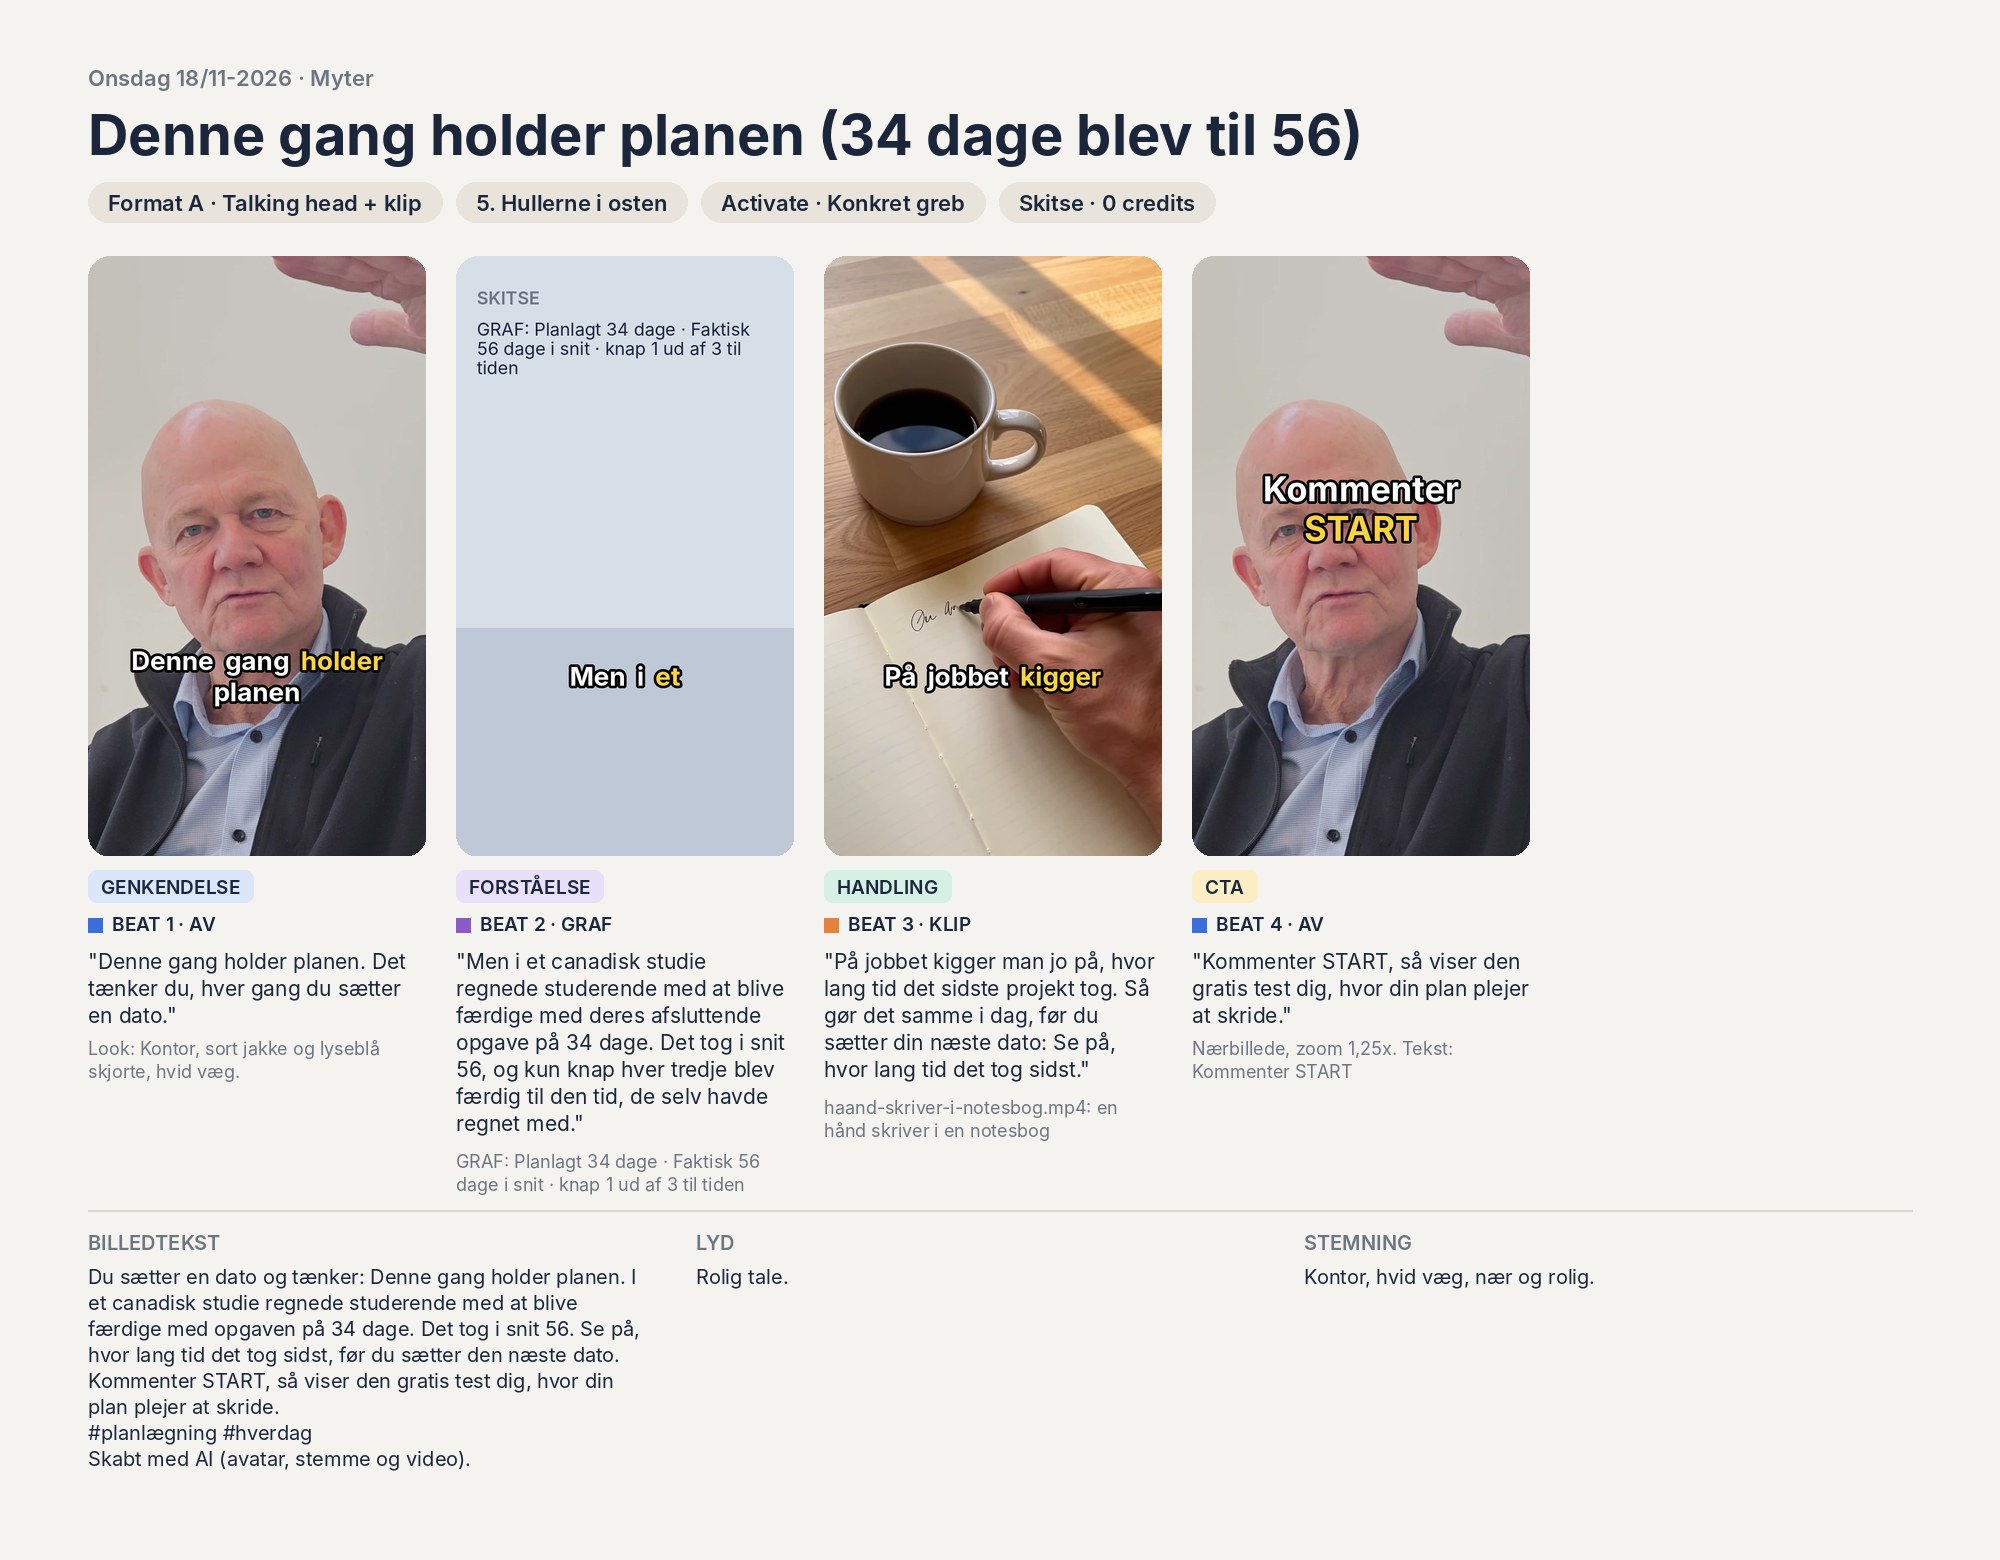 Onsdag 18/11-2026 · Myter
Denne gang holder planen (34 dage blev til 56)
Format A · Talking head + klip
5. Hullerne i osten
Activate · Konkret greb
Skitse · 0 credits
Denne gang holder
planen
SKITSE
GRAF: Planlagt 34 dage · Faktisk
56 dage i snit · knap 1 ud af 3 til
tiden
Men i et
På jobbet kigger
Kommenter
START
GENKENDELSE
BEAT 1 · AV
"Denne gang holder planen. Det
tænker du, hver gang du sætter
en dato."
Look: Kontor, sort jakke og lyseblå
skjorte, hvid væg.
FORSTÅELSE
BEAT 2 · GRAF
"Men i et canadisk studie
regnede studerende med at blive
færdige med deres afsluttende
opgave på 34 dage. Det tog i snit
56, og kun knap hver tredje blev
færdig til den tid, de selv havde
regnet med."
GRAF: Planlagt 34 dage · Faktisk 56
dage i snit · knap 1 ud af 3 til tiden
HANDLING
BEAT 3 · KLIP
"På jobbet kigger man jo på, hvor
lang tid det sidste projekt tog. Så
gør det samme i dag, før du
sætter din næste dato: Se på,
hvor lang tid det tog sidst."
haand-skriver-i-notesbog.mp4: en
hånd skriver i en notesbog
CTA
BEAT 4 · AV
"Kommenter START, så viser den
gratis test dig, hvor din plan plejer
at skride."
Nærbillede, zoom 1,25x. Tekst:
Kommenter START
BILLEDTEKST
Du sætter en dato og tænker: Denne gang holder planen. I
et canadisk studie regnede studerende med at blive
færdige med opgaven på 34 dage. Det tog i snit 56. Se på,
hvor lang tid det tog sidst, før du sætter den næste dato.
Kommenter START, så viser den gratis test dig, hvor din
plan plejer at skride.
#planlægning #hverdag
Skabt med AI (avatar, stemme og video).
LYD
Rolig tale.
STEMNING
Kontor, hvid væg, nær og rolig.